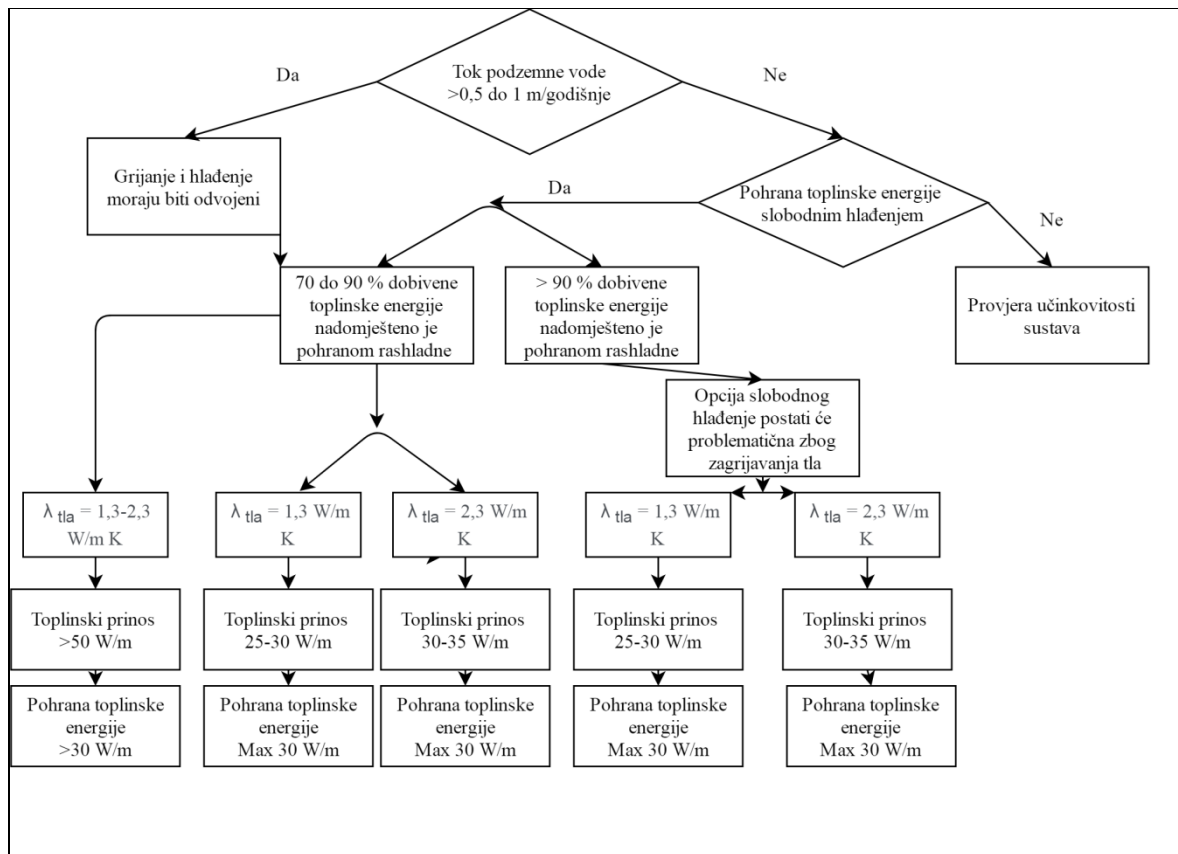 Da
Tok podzemne vode
>0,5 do 1 m/godišnje
Ne
Grijanje i hlađenje
moraju biti odvojeni
Da
Pohrana toplinske energije
slobodnim hlađenjem
Ne
70 do 90 % dobivene
toplinske energije
nadomješteno je
pohranom rashladne
> 90 % dobivene
toplinske energije
nadomješteno je
pohranom rashladne
Provjera učinkovitosti
sustava
Opcija slobodnog
hlađenje postati će
problematična zbog
zagrijavanja tla
λ tla = 1,3-2,3
W/m K
λ tla = 1,3 W/m
K
λ tla = 2,3 W/m
K
λ tla = 1,3 W/m
K
λ tla = 2,3 W/m
K
Toplinski prinos
>50 W/m
Toplinski prinos
25-30 W/m
Toplinski prinos
30-35 W/m
Toplinski prinos
25-30 W/m
Toplinski prinos
30-35 W/m
Pohrana toplinske
energije
>30 W/m
Pohrana toplinske
energije
Max 30 W/m
Pohrana toplinske
energije
Max 30 W/m
Pohrana toplinske
energije
Max 30 W/m
Pohrana toplinske
energije
Max 30 W/m